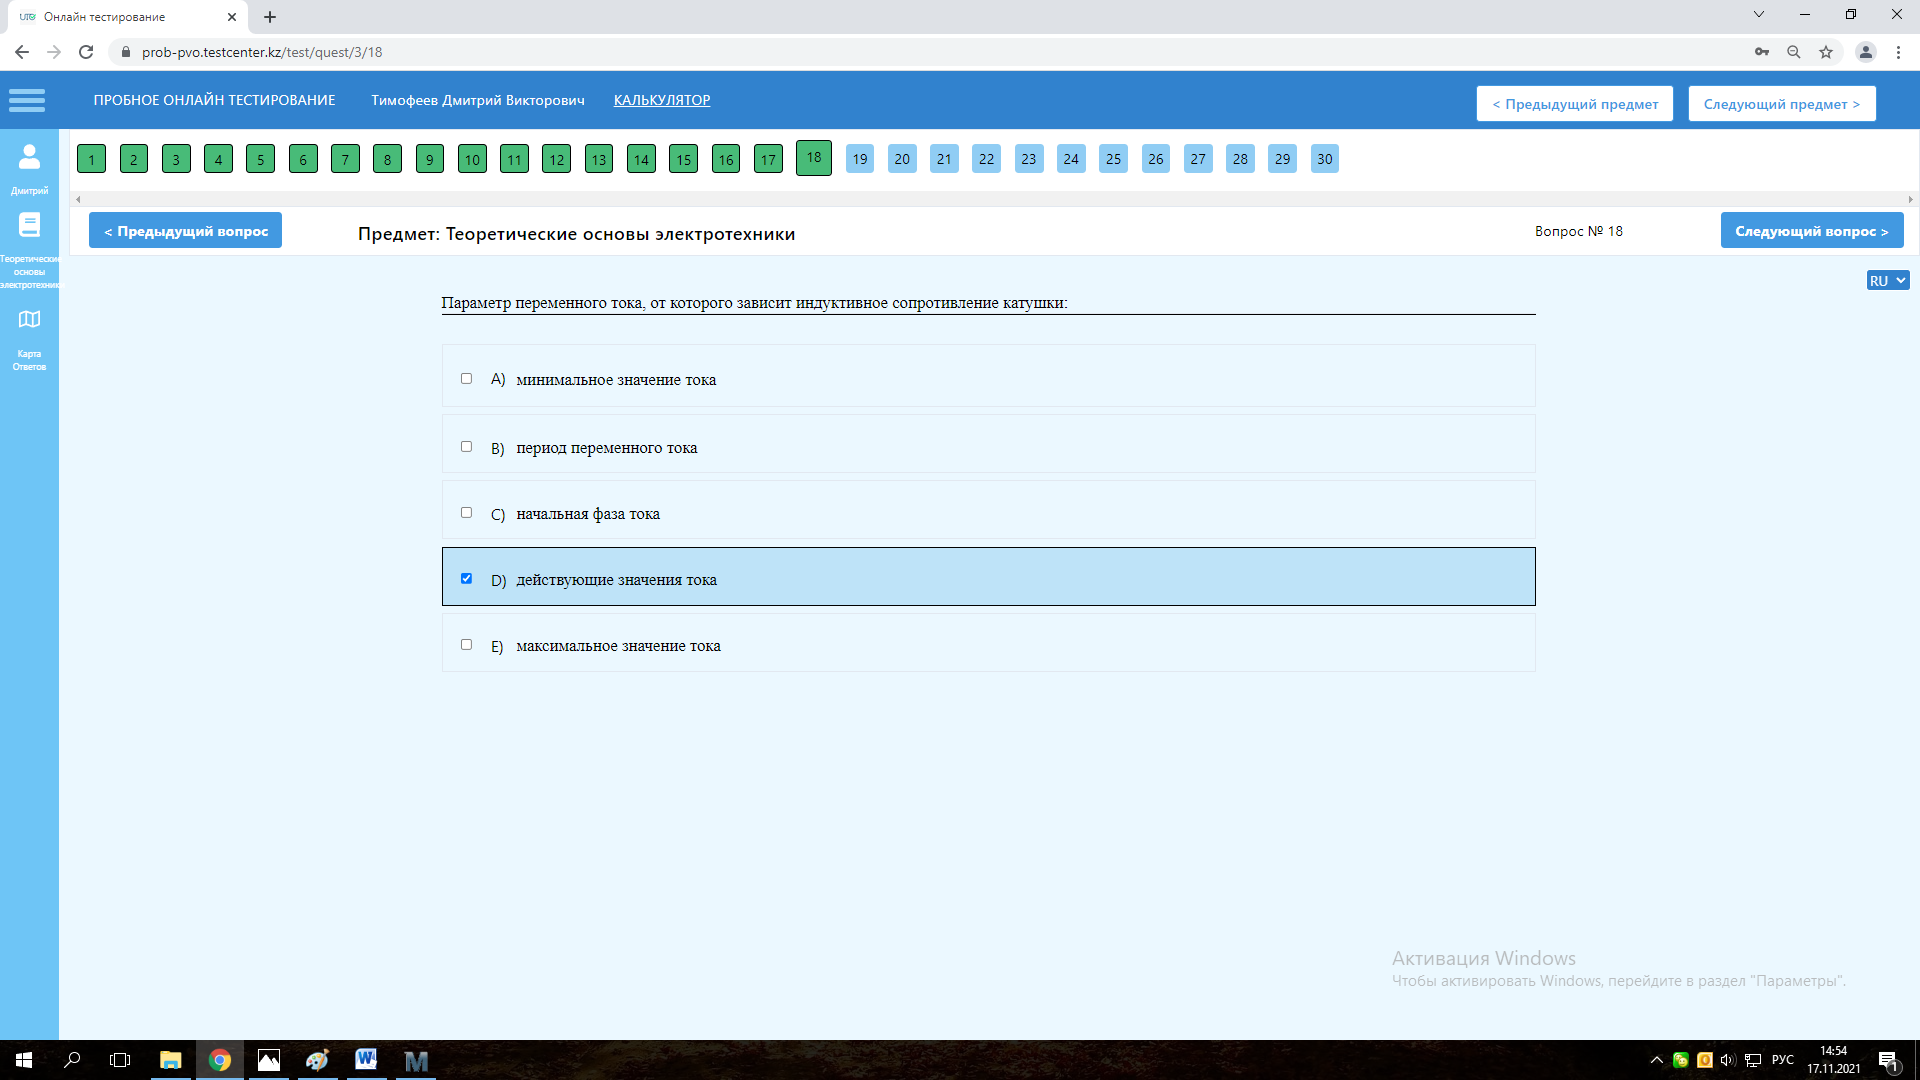 Онлайн тестирование
prob-pvo.testcenter.kz/test/quest/3/18
ПРОБНОЕ ОНЛАЙН ТЕСТИРОВАНИЕ Тимофеев Дмитрий Викторович КАЛЬКУЛЯТОР < Предыдущий предмет Следующий предмет >
1 2 3 4 5 6 7 8 9 10 11 12 13 14 15 16 17 18 19 20 21 22 23 24 25 26 27 28 29 30
Дмитрий
< Предыдущий вопрос Предмет: Теоретические основы электротехники Вопрос № 18 Следующий вопрос >
Теоретические
основы
электротехники
RU
Параметр переменного тока, от которого зависит индуктивное сопротивление катушки:
Карта
Ответов
A) минимальное значение тока
B) период переменного тока
C) начальная фаза тока
D) действующие значения тока
E) максимальное значение тока
Активация Windows
Чтобы активировать Windows, перейдите в раздел "Параметры".
РУС
14:54
17.11.2021
1